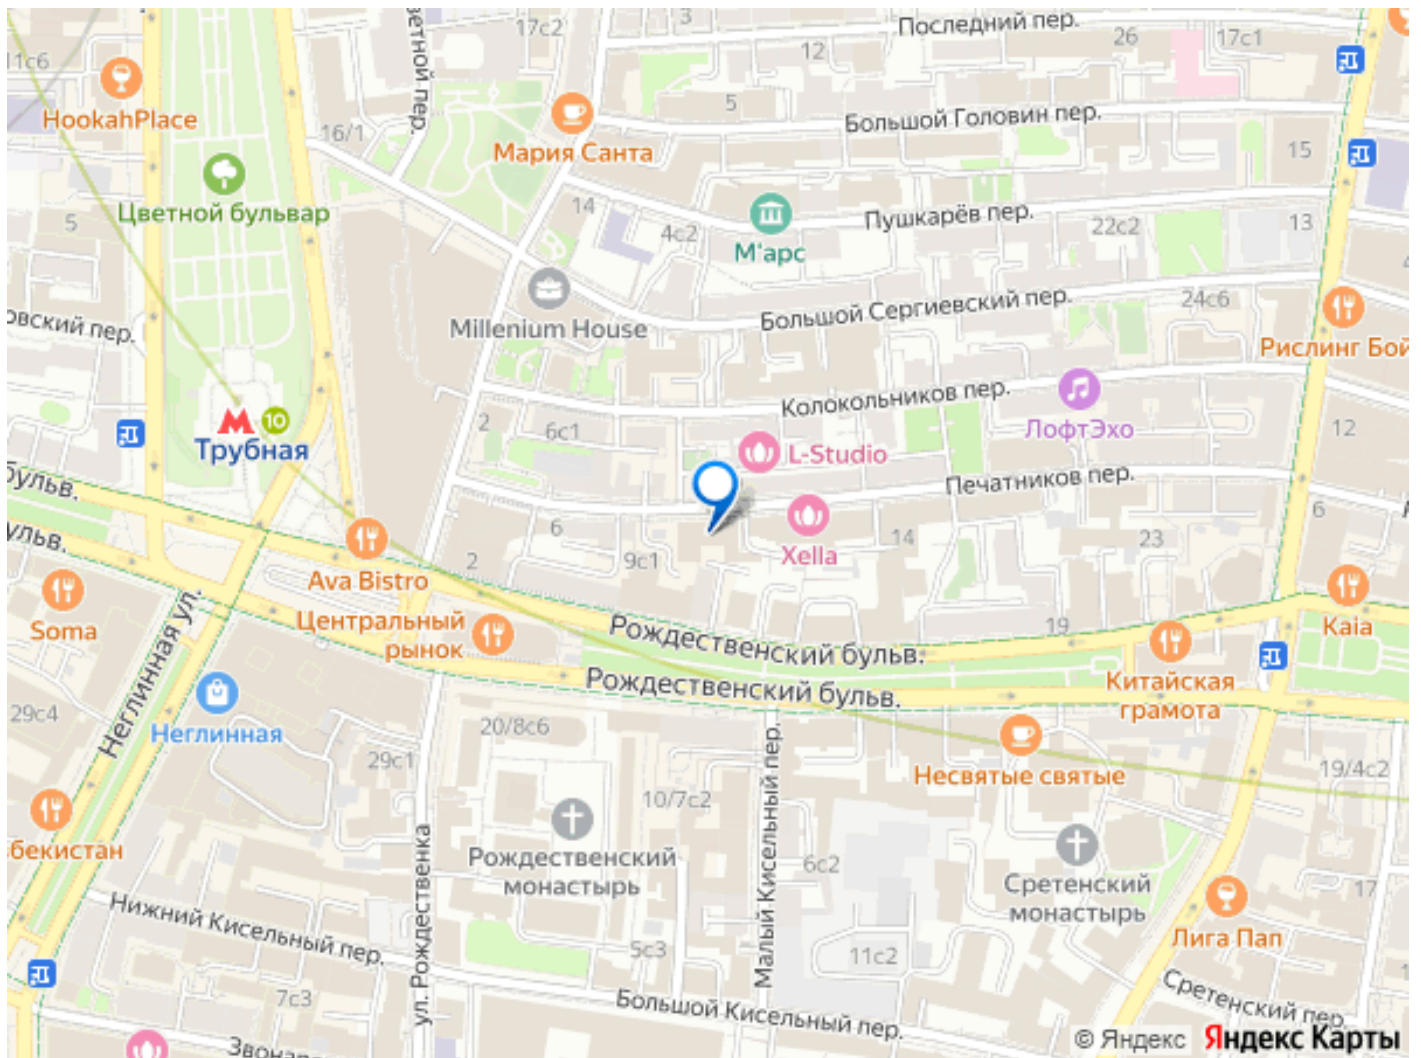 Последний пер.
3
17с2
12
26
17с1
11с6
HookahPlace
5
Большой Головин пер.
16/1
Мария Санта
15
Цветной бульвар
14
4с2
М'арс
Пушкарёв пер.
22с2
13
5
Millenium House
Большой Сергиевский пер.
24с6
Рислинг Бой
Колокольников пер.
10
Трубная
2
6с1
L-Studio
ЛофтЭхо
12
Печатников пер.
6
9с1
Xella
14
23
6
2
Ava Bistro
Soma
Центральный
рынок
Рождественский бульв.
19
Kaia
Рождественский бульв.
Китайская
грамота
Неглинная ул.
29с4
Неглинная
20/8с6
29с1
Малый Кисельный пер.
Несвятые святые
19/4с2
10/7с2
Рождественский
монастырь
ул. Рождественка
6с2
Сретенский
монастырь
17
Нижний Кисельный пер.
5с3
11с2
Лига Пап
7с3
Большой Кисельный пер.
Сретенский пер.
© Яндекс Яндекс Карты